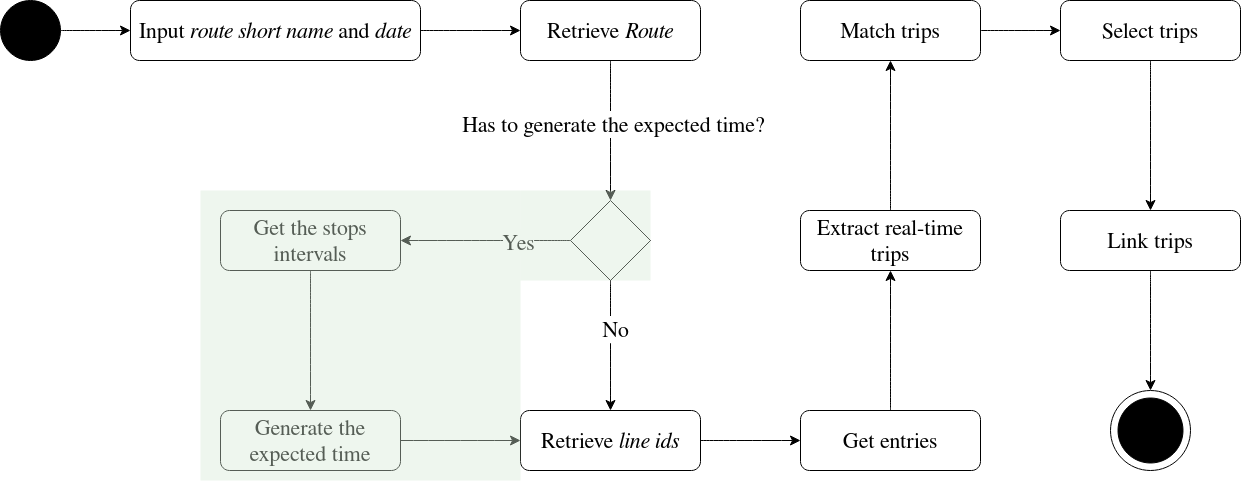 Input route short name and date
Retrieve Route
Match trips
Select trips
Has to generate the expected time?
Get the stops
intervals
Yes
Extract real-time
trips
Link trips
No
Generate the
expected time
Retrieve line ids
Get entries